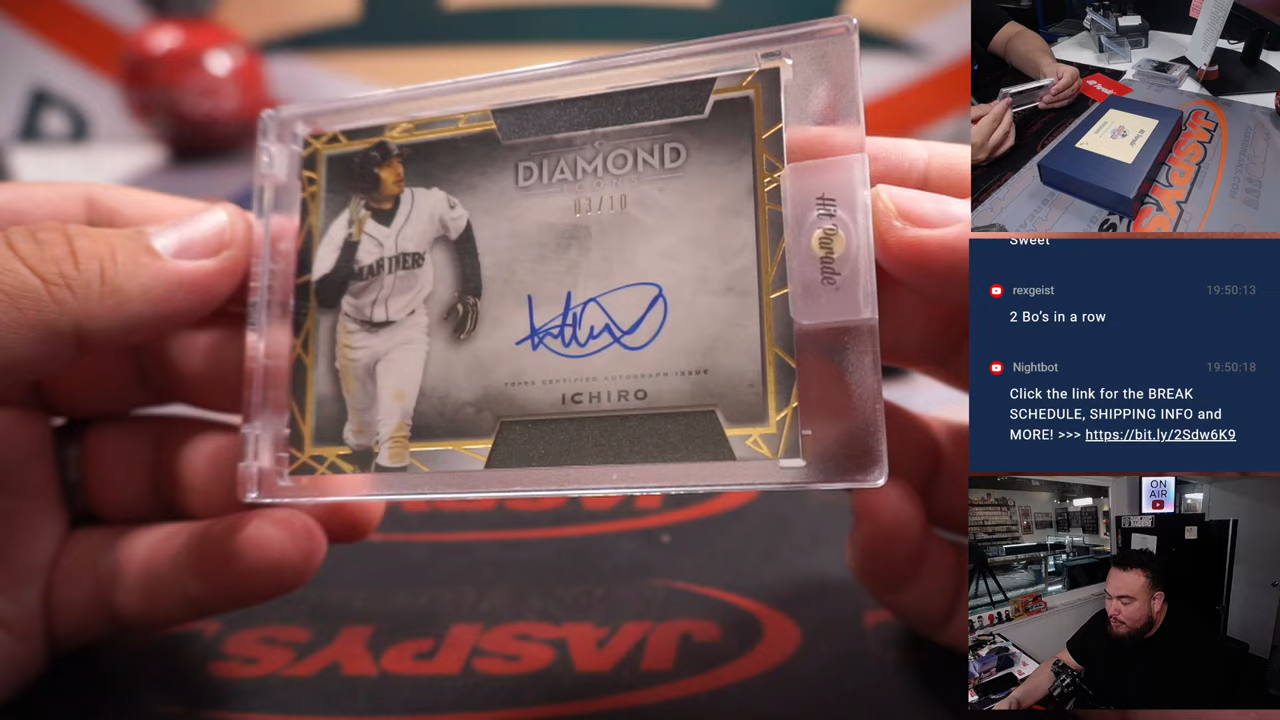 DIAMOND
ICONS
03/10
MARINERS
TOPPS CERTIFIED AUTOGRAPH ISSUE
ICHIRO
Hit Parade
JASPYS
JASPYS
Sweet
rexgeist 19:50:13
2 Bo’s in a row
Nightbot 19:50:18
Click the link for the BREAK
SCHEDULE, SHIPPING INFO and
MORE! >>> https://bit.ly/2Sdw6K9
ON
AIR